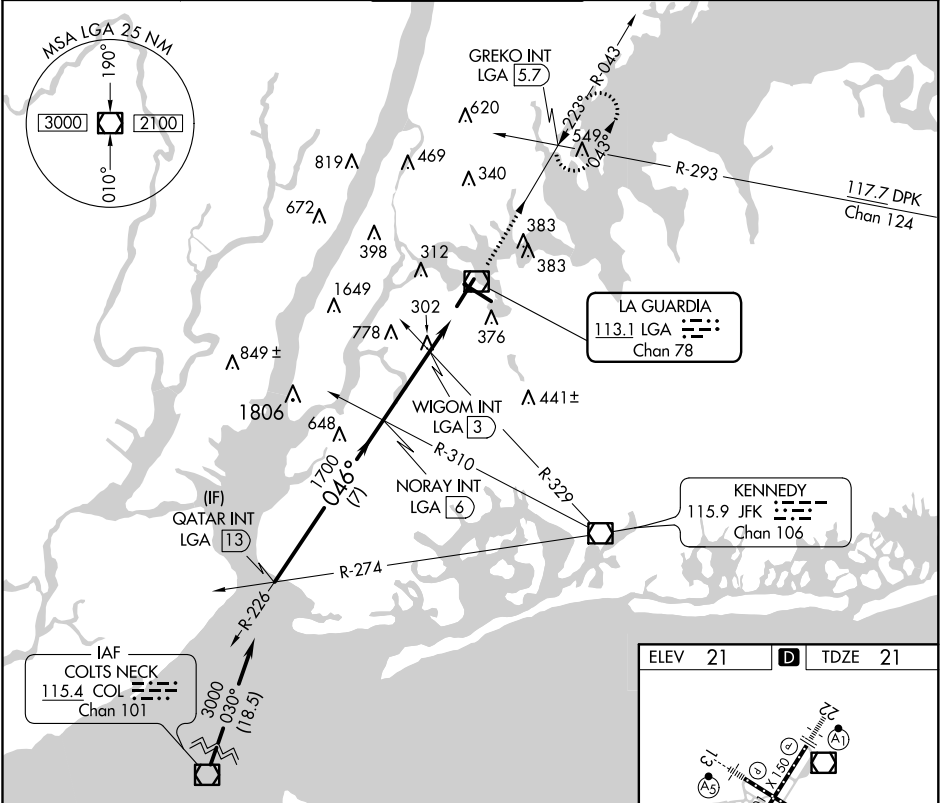 MSA LGA 25 NM
190°
3000
2100
010°
GREKO INT
LGA 5.7
R-043
223°
043°
620
549
R-293
117.7 DPK
Chan 124
819
469
340
672
398
312
383
383
1649
302
778
376
849 ±
1806
648
441±
LA GUARDIA
113.1 LGA
Chan 78
WIGOM INT
LGA 3
R-310
R-329
NORAY INT
LGA 6
1700
046°
(7)
(IF)
QATAR INT
LGA 13
KENNEDY
115.9 JFK
Chan 106
R-274
R-226
IAF
COLTS NECK
115.4 COL
Chan 101
3000
030°
(18.5)
ELEV 21
D
TDZE 21
22
A1
P
P
13
A5
X 150